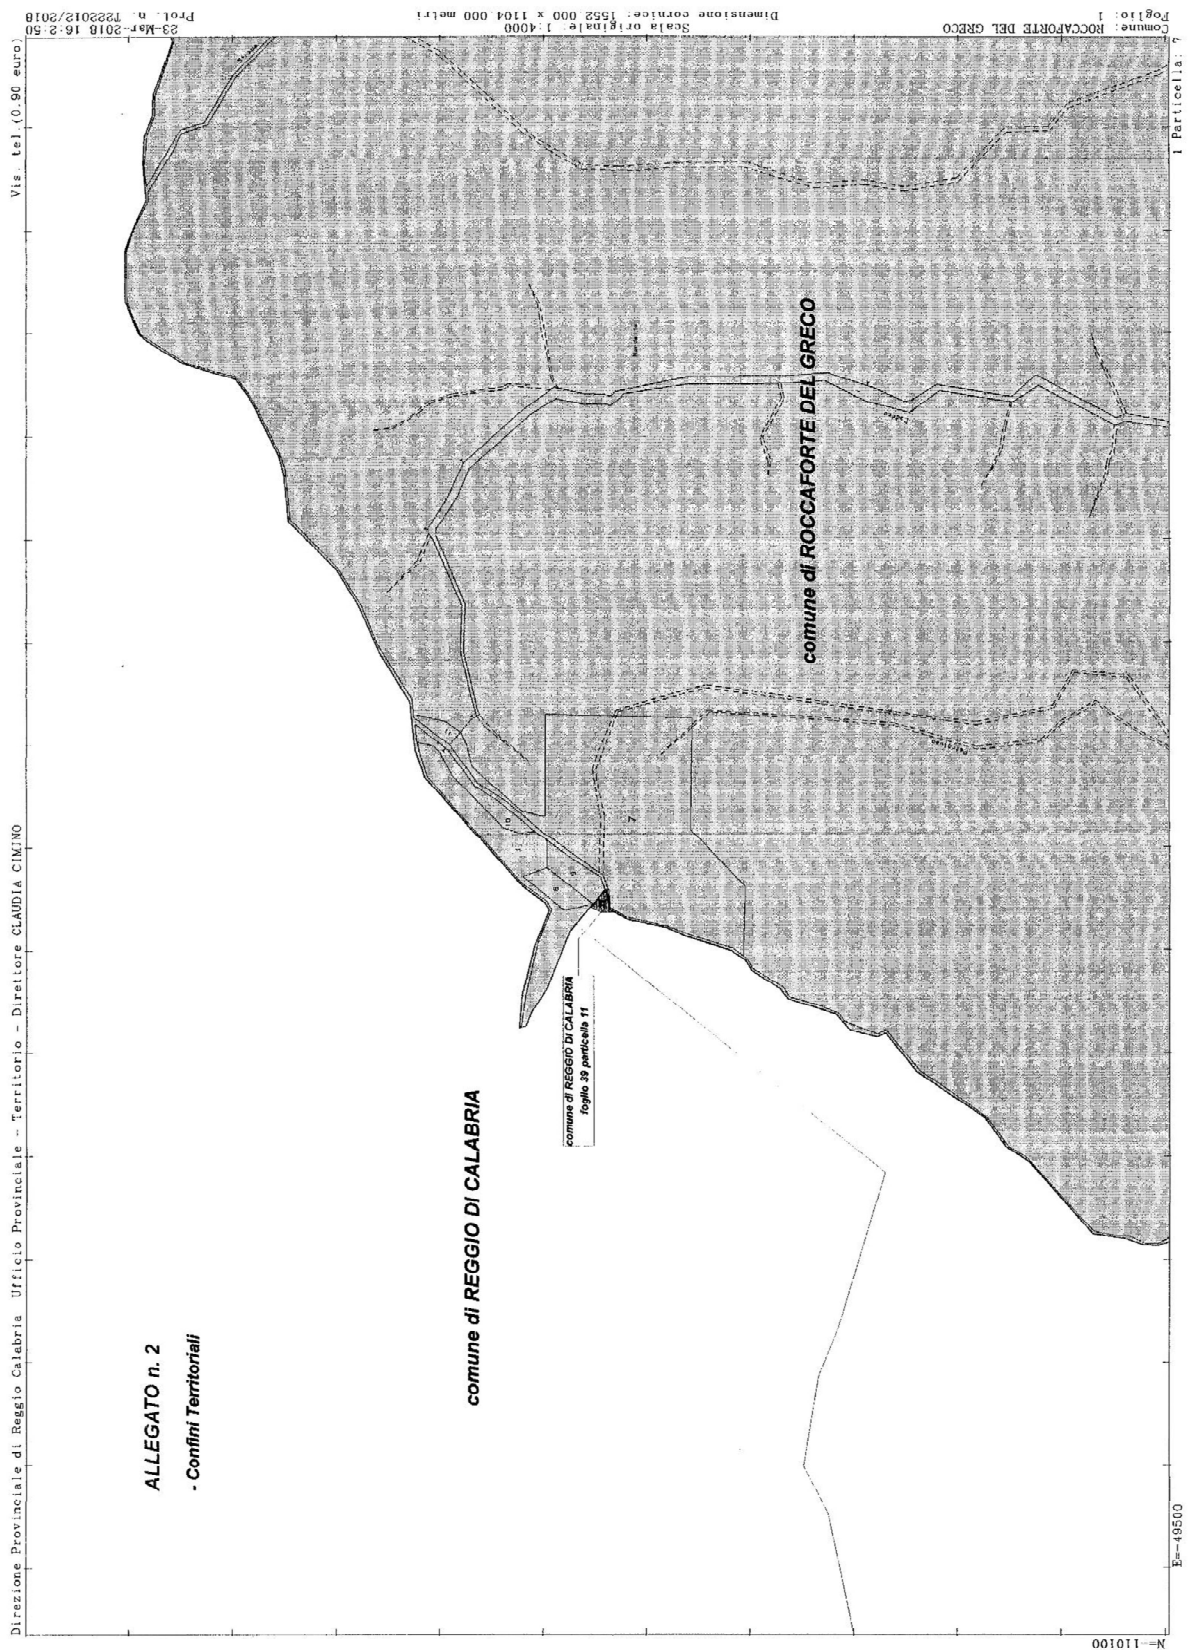 Direzione Provinciale di Reggio Calabria Ufficio Provinciale - Territorio - Direttore CLAUDIA CIMINO
Vis. tel. (0.90 euro)
ALLEGATO n. 2
- Confini Territoriali
comune di REGGIO DI CALABRIA
comune di REGGIO DI CALABRIA
foglio 39 particella 11
comune di ROCCAFORTE DEL GRECO
7
N=-110100
E=-49500
1 Particella: 7
Comune: ROCCAFORTE DEL GRECO
Foglio: 1
Scala originale: 1:4000
Dimensione cornice: 1552.000 x 1104.000 metri
23-Mar-2018 16:2:50
Prot. n. T222012/2018